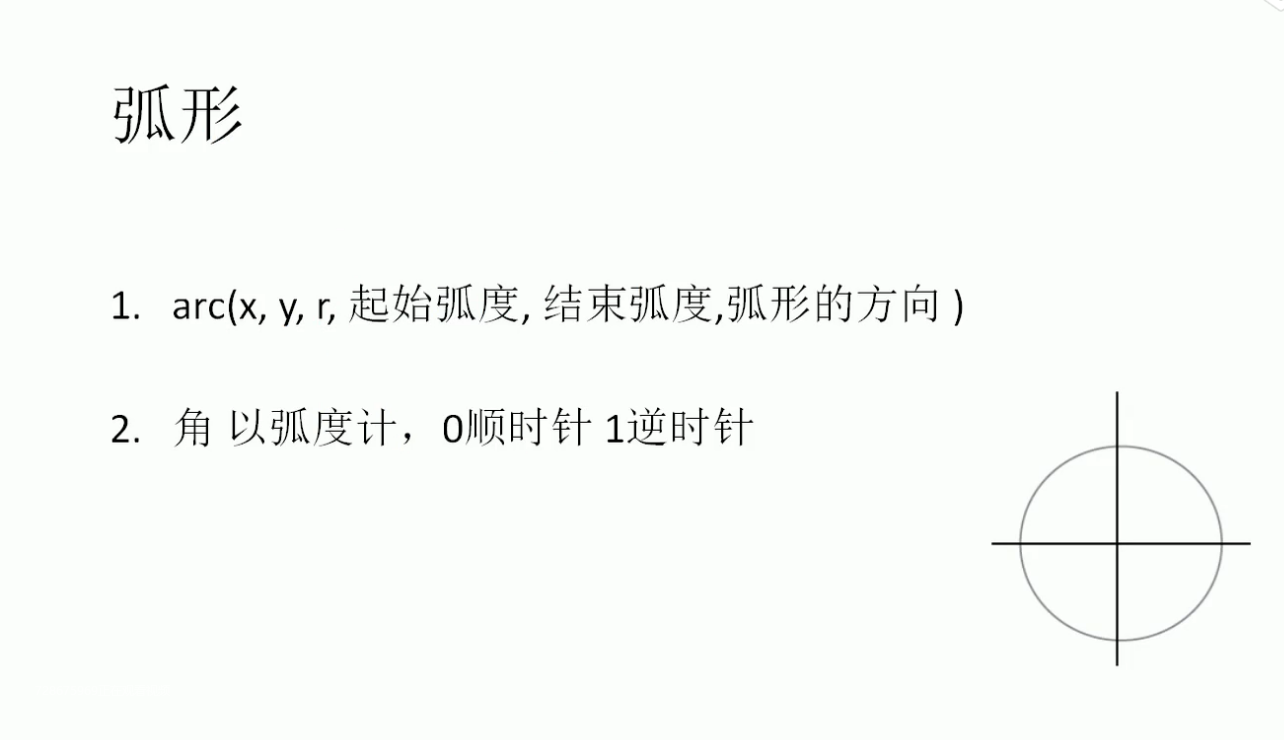 弧形
1. arc(x, y, r, 起始弧度, 结束弧度,弧形的方向 )
2. 角 以弧度计，0顺时针 1逆时针